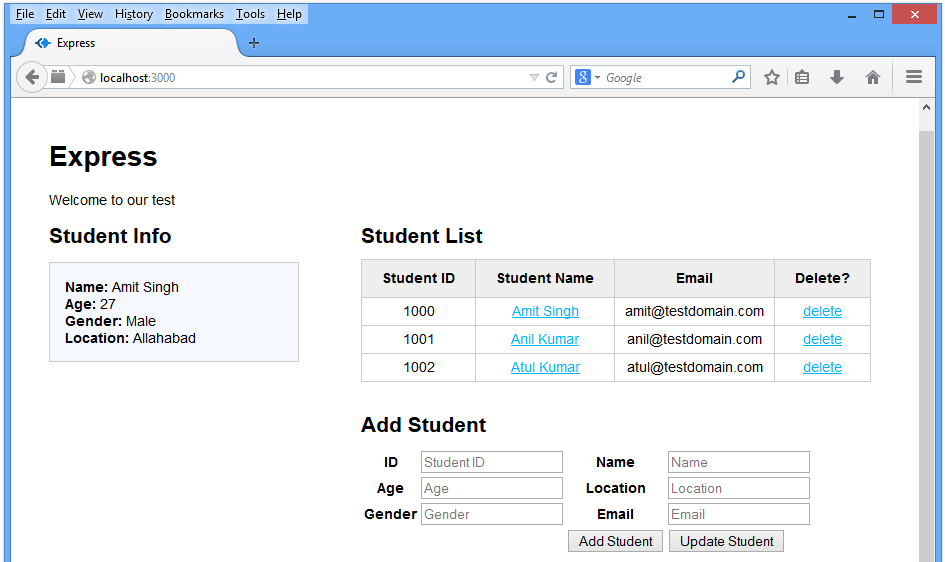 File Edit View History Bookmarks Tools Help
Express
localhost:3000
Google
Express
Welcome to our test
Student Info
Name: Amit Singh
Age: 27
Gender: Male
Location: Allahabad
Student List
Student ID Student Name Email Delete?
1000 Amit Singh amit@testdomain.com delete
1001 Anil Kumar anil@testdomain.com delete
1002 Atul Kumar atul@testdomain.com delete
Add Student
ID Student ID Name Name
Age Age Location Location
Gender Gender Email Email
Add Student Update Student